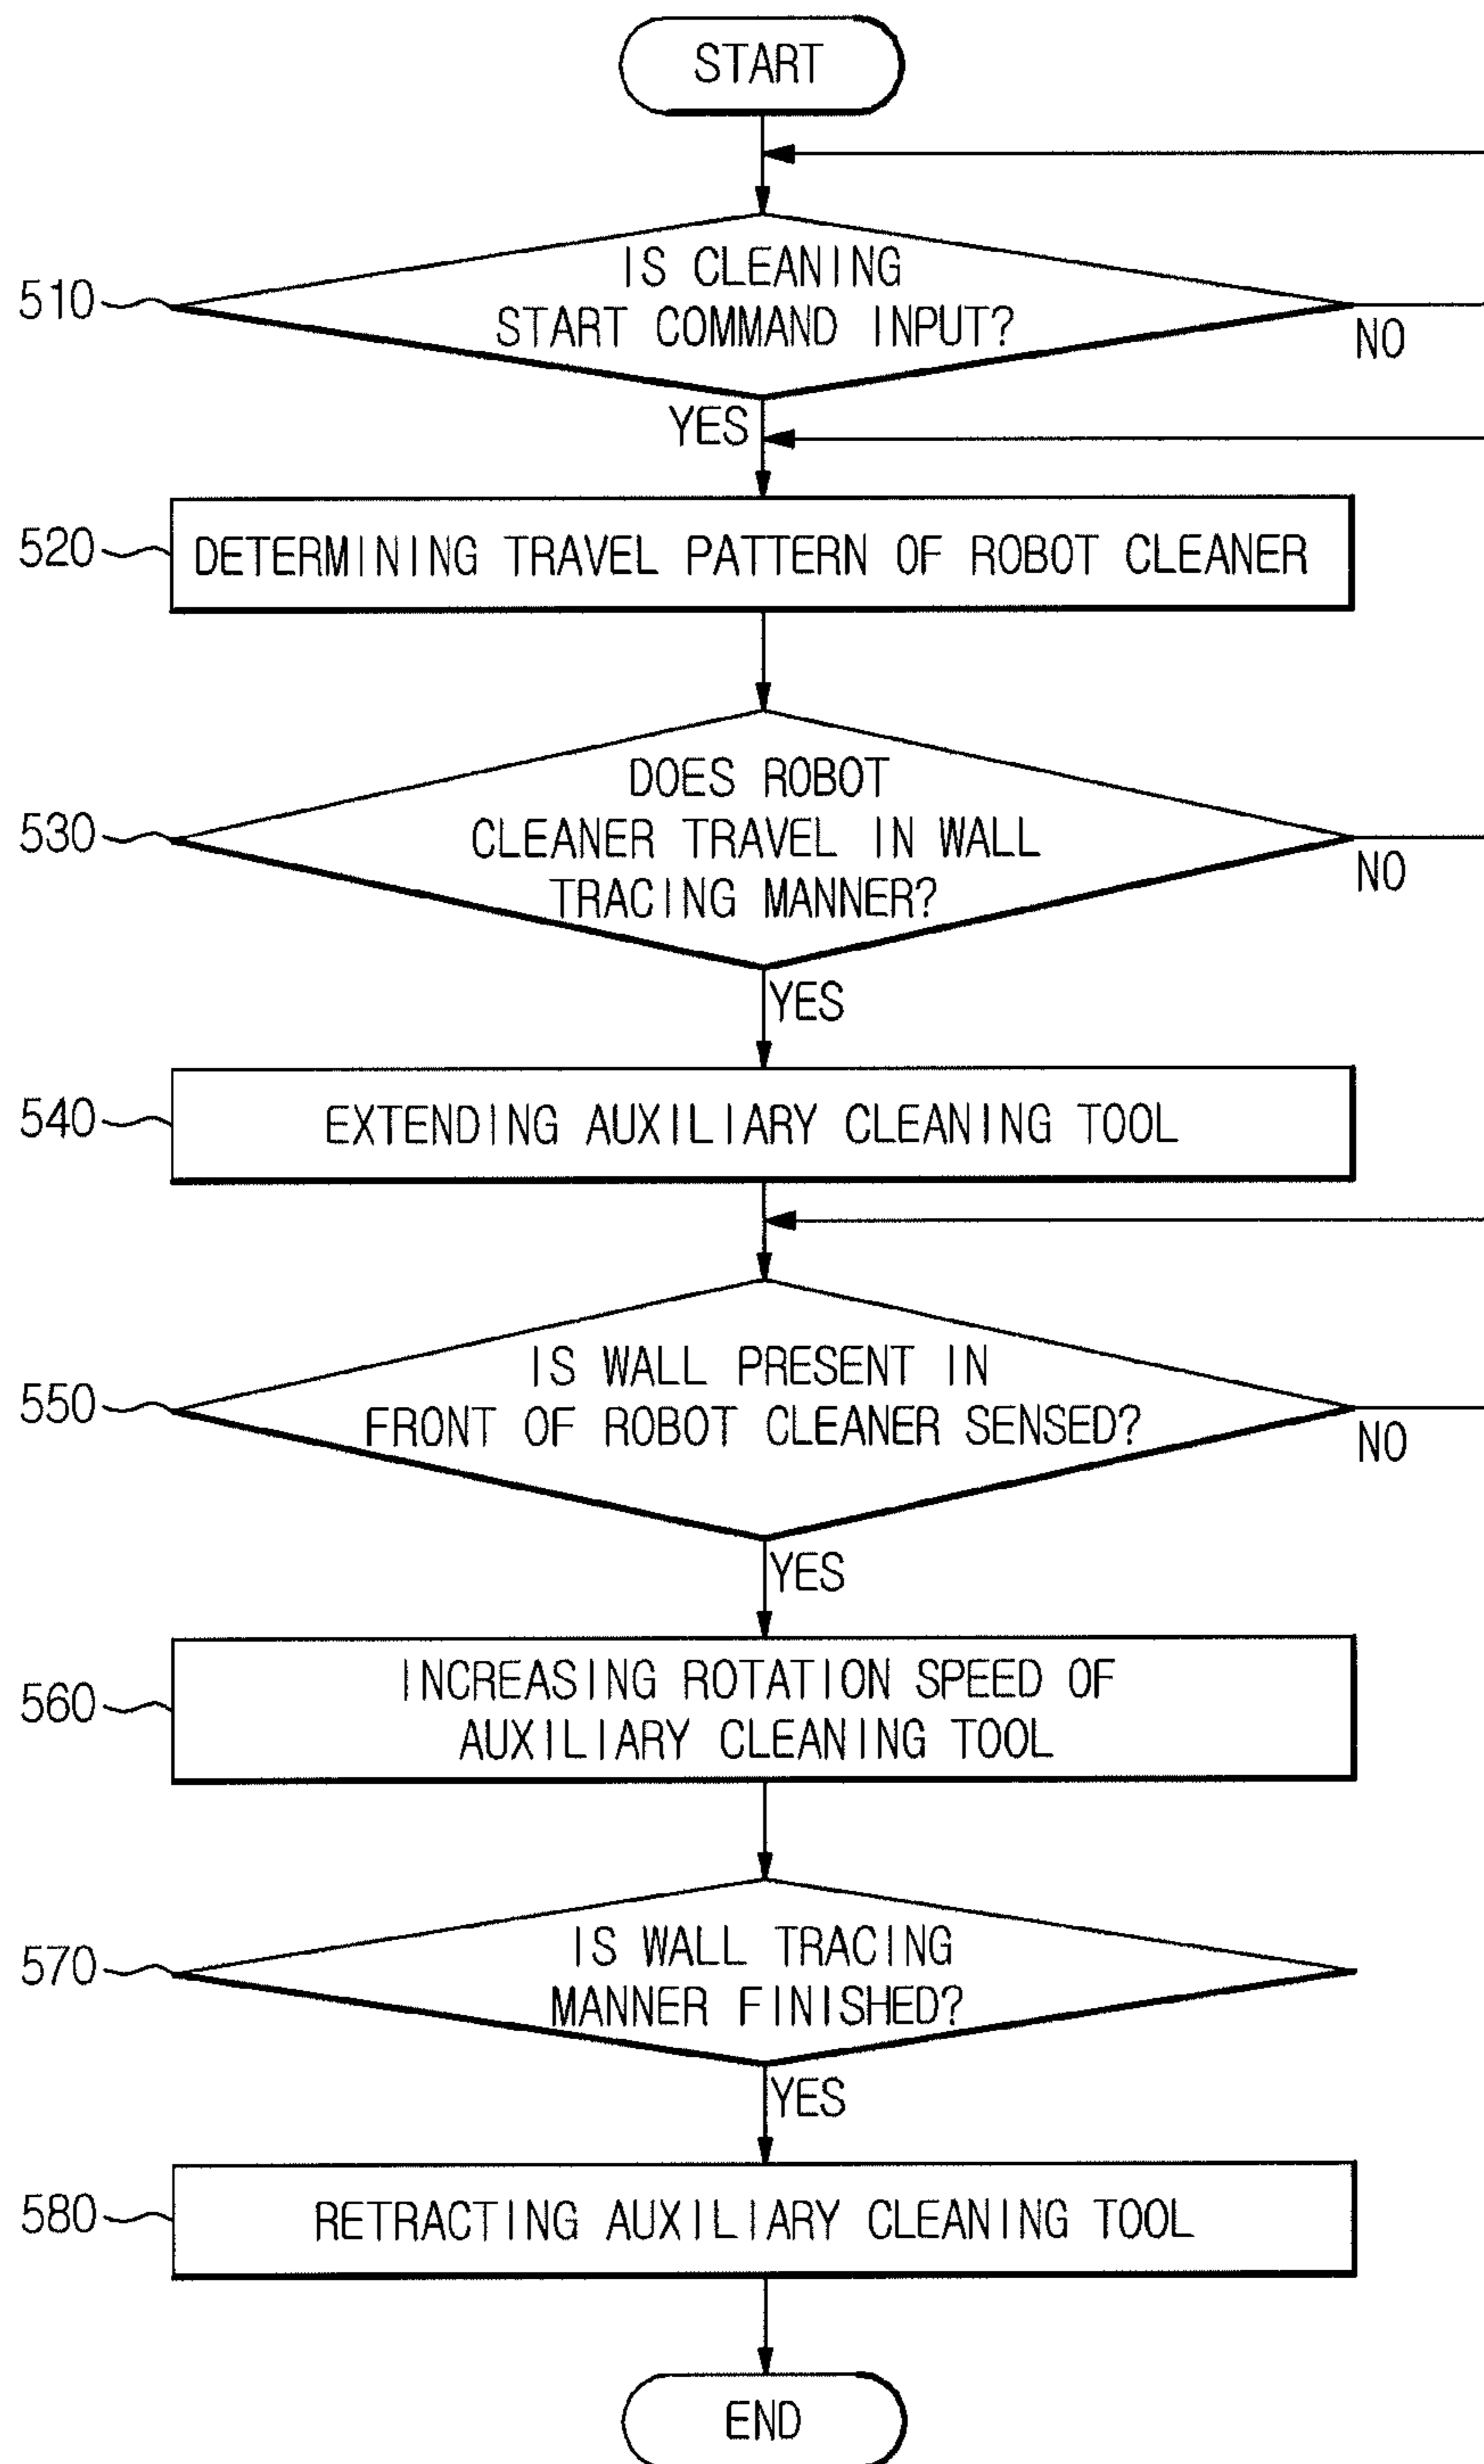 START
510
IS CLEANING
START COMMAND INPUT?
NO
YES
520
DETERMINING TRAVEL PATTERN OF ROBOT CLEANER
530
DOES ROBOT
CLEANER TRAVEL IN WALL
TRACING MANNER?
NO
YES
540
EXTENDING AUXILIARY CLEANING TOOL
550
IS WALL PRESENT IN
FRONT OF ROBOT CLEANER SENSED?
NO
YES
560
INCREASING ROTATION SPEED OF
AUXILIARY CLEANING TOOL
570
IS WALL TRACING
MANNER FINISHED?
YES
580
RETRACTING AUXILIARY CLEANING TOOL
END